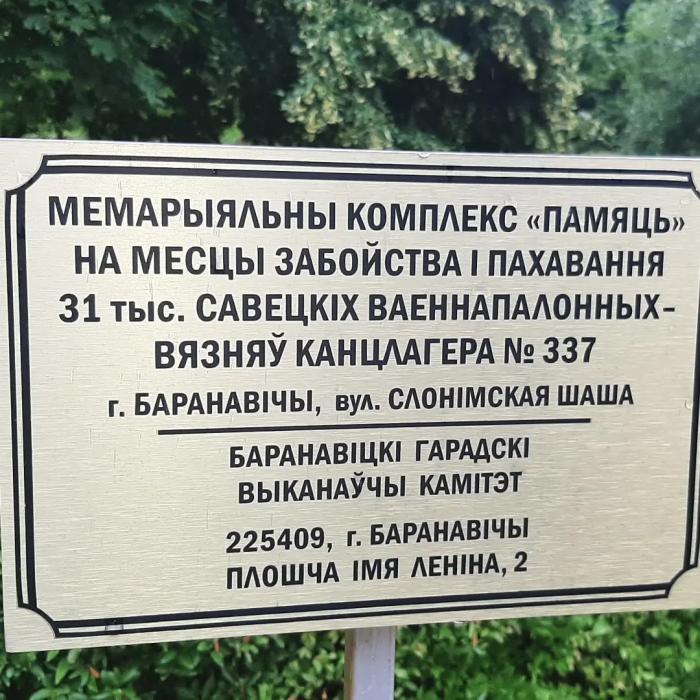 МЕМАРЫЯЛЬНЫ КОМПЛЕКС «ПАМЯЦЬ»
НА МЕСЦЫ ЗАБОЙСТВА І ПАХАВАННЯ
31 тыс. САВЕЦКІХ ВАЕННАПАЛОННЫХ-
ВЯЗНЯЎ КАНЦЛАГЕРА № 337
г. БАРАНАВІЧЫ, вул. СЛОНІМСКАЯ ШАША
БАРАНАВІЦКІ ГАРАДСКІ
ВЫКАНАЎЧЫ КАМІТЭТ
225409, г. БАРАНАВІЧЫ
ПЛОШЧА ІМЯ ЛЕНІНА, 2